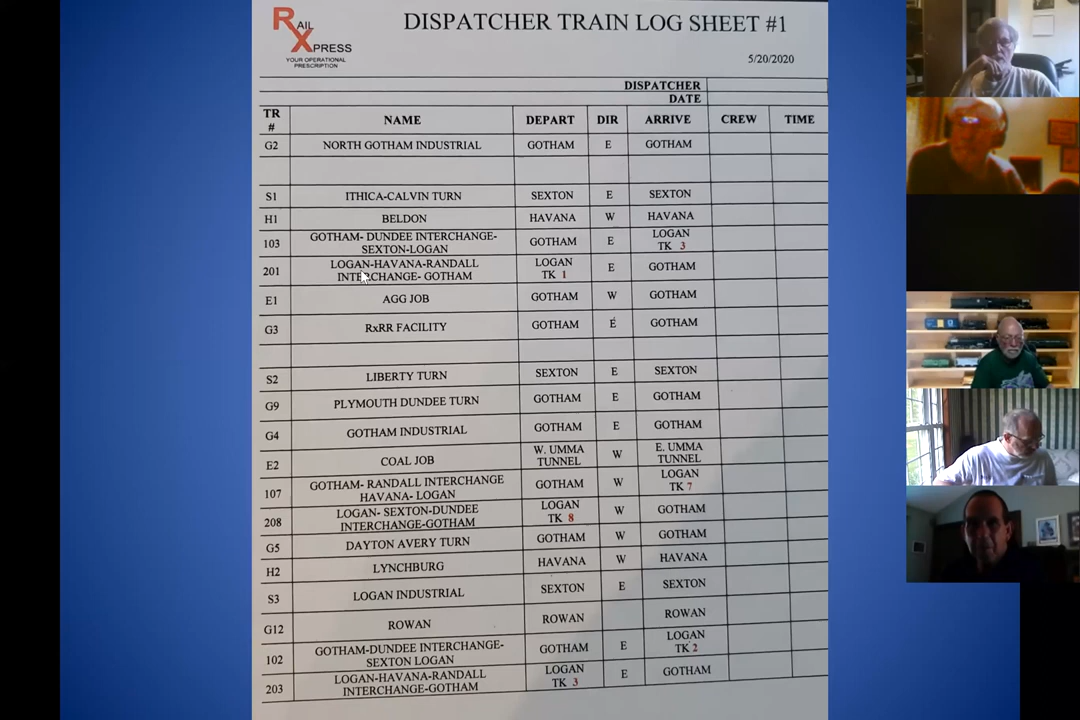 RAIL
XPRESS
YOUR OPERATIONAL
PRESCRIPTION
DISPATCHER TRAIN LOG SHEET #1
5/20/2020
DISPATCHER
DATE
TR # NAME DEPART DIR ARRIVE CREW TIME
G2 NORTH GOTHAM INDUSTRIAL GOTHAM E GOTHAM
S1 ITHICA-CALVIN TURN SEXTON E SEXTON
H1 BELDON HAVANA W HAVANA
103 GOTHAM- DUNDEE INTERCHANGE- SEXTON-LOGAN GOTHAM E LOGAN TK 3
201 LOGAN-HAVANA-RANDALL INTERCHANGE- GOTHAM LOGAN TK 1 E GOTHAM
E1 AGG JOB GOTHAM W GOTHAM
G3 RxRR FACILITY GOTHAM E GOTHAM
S2 LIBERTY TURN SEXTON E SEXTON
G9 PLYMOUTH DUNDEE TURN GOTHAM E GOTHAM
G4 GOTHAM INDUSTRIAL GOTHAM E GOTHAM
E2 COAL JOB W. UMMA TUNNEL W E. UMMA TUNNEL
107 GOTHAM- RANDALL INTERCHANGE HAVANA- LOGAN GOTHAM W LOGAN TK 7
208 LOGAN- SEXTON-DUNDEE INTERCHANGE-GOTHAM LOGAN TK 8 W GOTHAM
G5 DAYTON AVERY TURN GOTHAM W GOTHAM
H2 LYNCHBURG HAVANA W HAVANA
S3 LOGAN INDUSTRIAL SEXTON E SEXTON
G12 ROWAN ROWAN ROWAN
102 GOTHAM-DUNDEE INTERCHANGE- SEXTON LOGAN GOTHAM E LOGAN TK 2
203 LOGAN-HAVANA-RANDALL INTERCHANGE-GOTHAM LOGAN TK 3 E GOTHAM